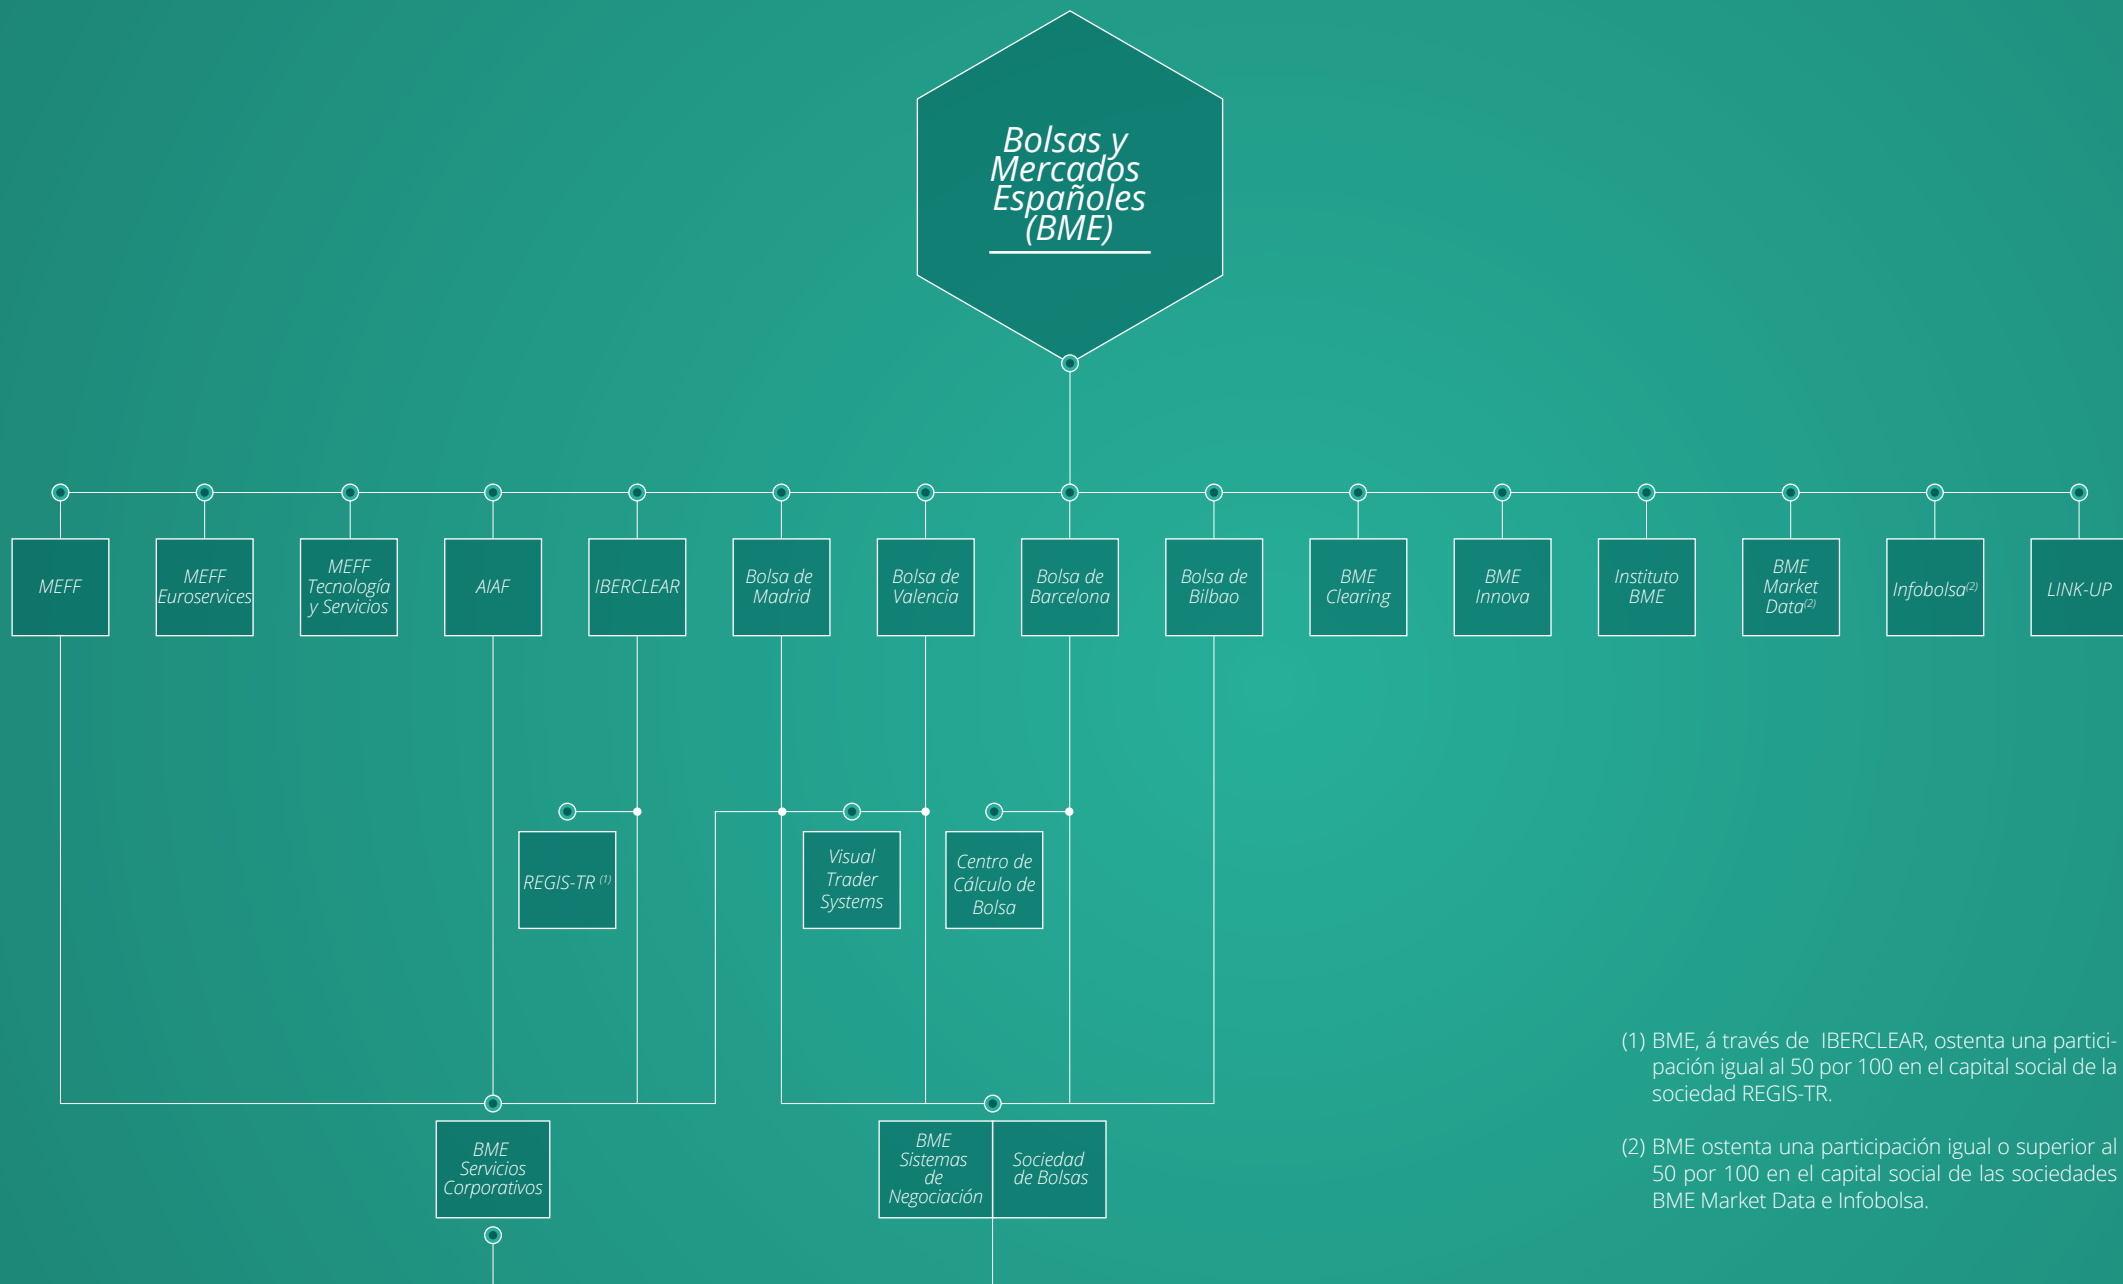 Bolsas y
Mercados
Españoles
(BME)
MEFF
MEFF
Euroservices
MEFF
Tecnología
y Servicios
AIAF
IBERCLEAR
Bolsa de
Madrid
Bolsa de
Valencia
Bolsa de
Barcelona
Bolsa de
Bilbao
BME
Clearing
BME
Innova
Instituto
BME
BME
Market
Data(2)
Infobolsa(2)
LINK-UP
REGIS-TR (1)
Visual
Trader
Systems
Centro de
Cálculo de
Bolsa
BME
Servicios
Corporativos
BME
Sistemas
de
Negociación
Sociedad
de Bolsas
(1) BME, á través de IBERCLEAR, ostenta una partici-
pación igual al 50 por 100 en el capital social de la
sociedad REGIS-TR.
(2) BME ostenta una participación igual o superior al
50 por 100 en el capital social de las sociedades
BME Market Data e Infobolsa.